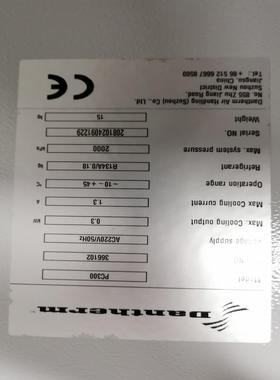 Dantherm
Model PC300
NO. 366102
Voltage supply AC220V/50Hz
Max. Cooling output 0.3 kW
Max Cooling current 1.3 A
Operation range -10 ~ +45 °C
Refrigerant R134A/0.18 kg
Max. system pressure 2000 kPa
Serial NO. 2081024091229
Weight 15 kg
Dantherm Air Handling (Suzhou) Co., Ltd.
No. 855 Zhu Jiang Road,
Suzhou New District
Jiangsu, China
Tel + 86 512 6667 8500
CE